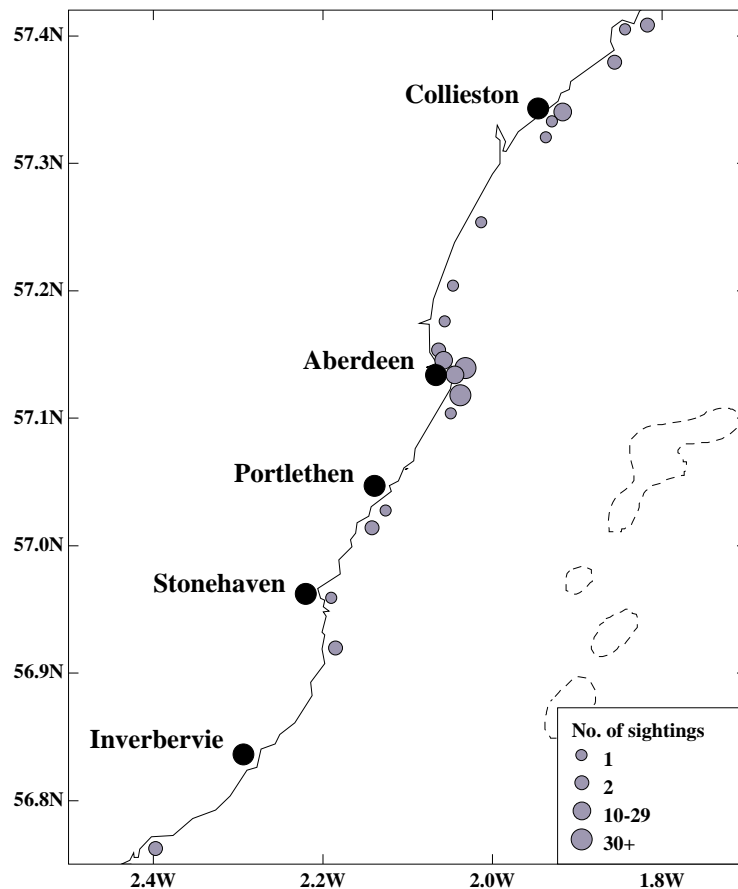 57.4N
Collieston
57.3N
57.2N
Aberdeen
57.1N
Portlethen
57.0N
Stonehaven
56.9N
Inverbervie
56.8N
No. of sightings
1
2
10-29
30+
2.4W 2.2W 2.0W 1.8W